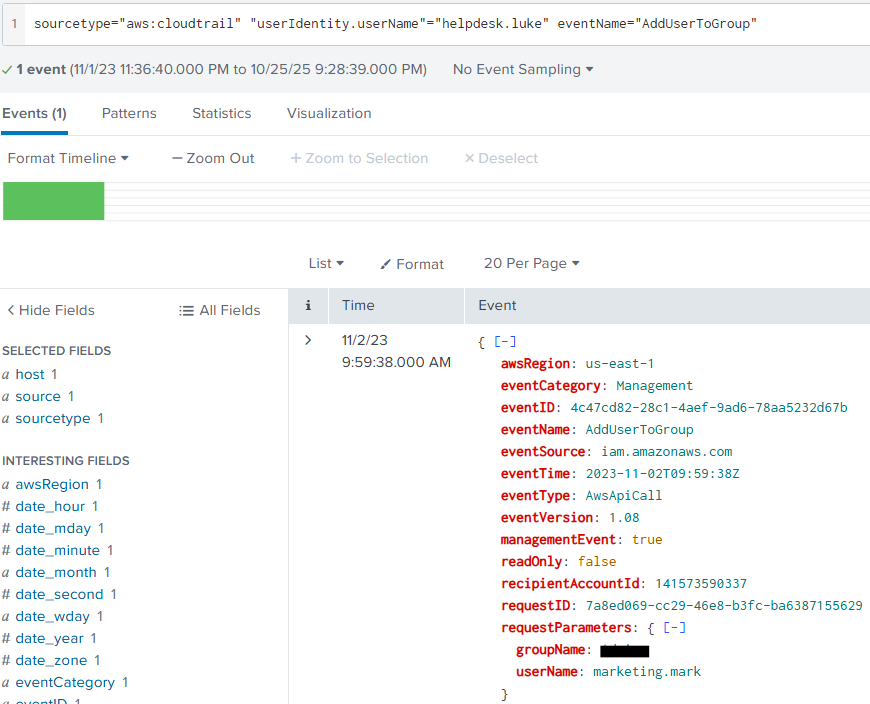 1 sourcetype="aws:cloudtrail" "userIdentity.userName"="helpdesk.luke" eventName="AddUserToGroup"
✓ 1 event (11/1/23 11:36:40.000 PM to 10/25/25 9:28:39.000 PM) No Event Sampling ▾
Events (1) Patterns Statistics Visualization
Format Timeline ▾ — Zoom Out + Zoom to Selection × Deselect
List ▾ Format 20 Per Page ▾
< Hide Fields All Fields
i Time Event
SELECTED FIELDS
a host 1
a source 1
a sourcetype 1
INTERESTING FIELDS
a awsRegion 1
# date_hour 1
# date_mday 1
# date_minute 1
a date_month 1
# date_second 1
a date_wday 1
# date_year 1
# date_zone 1
a eventCategory 1
a eventID 1
> 11/2/23
9:59:38.000 AM
{ [-]
awsRegion: us-east-1
eventCategory: Management
eventID: 4c47cd82-28c1-4aef-9ad6-78aa5232d67b
eventName: AddUserToGroup
eventSource: iam.amazonaws.com
eventTime: 2023-11-02T09:59:38Z
eventType: AwsApiCall
eventVersion: 1.08
managementEvent: true
readOnly: false
recipientAccountId: 141573590337
requestID: 7a8ed069-cc29-46e8-b3fc-ba6387155629
requestParameters: { [-]
groupName:
userName: marketing.mark
}